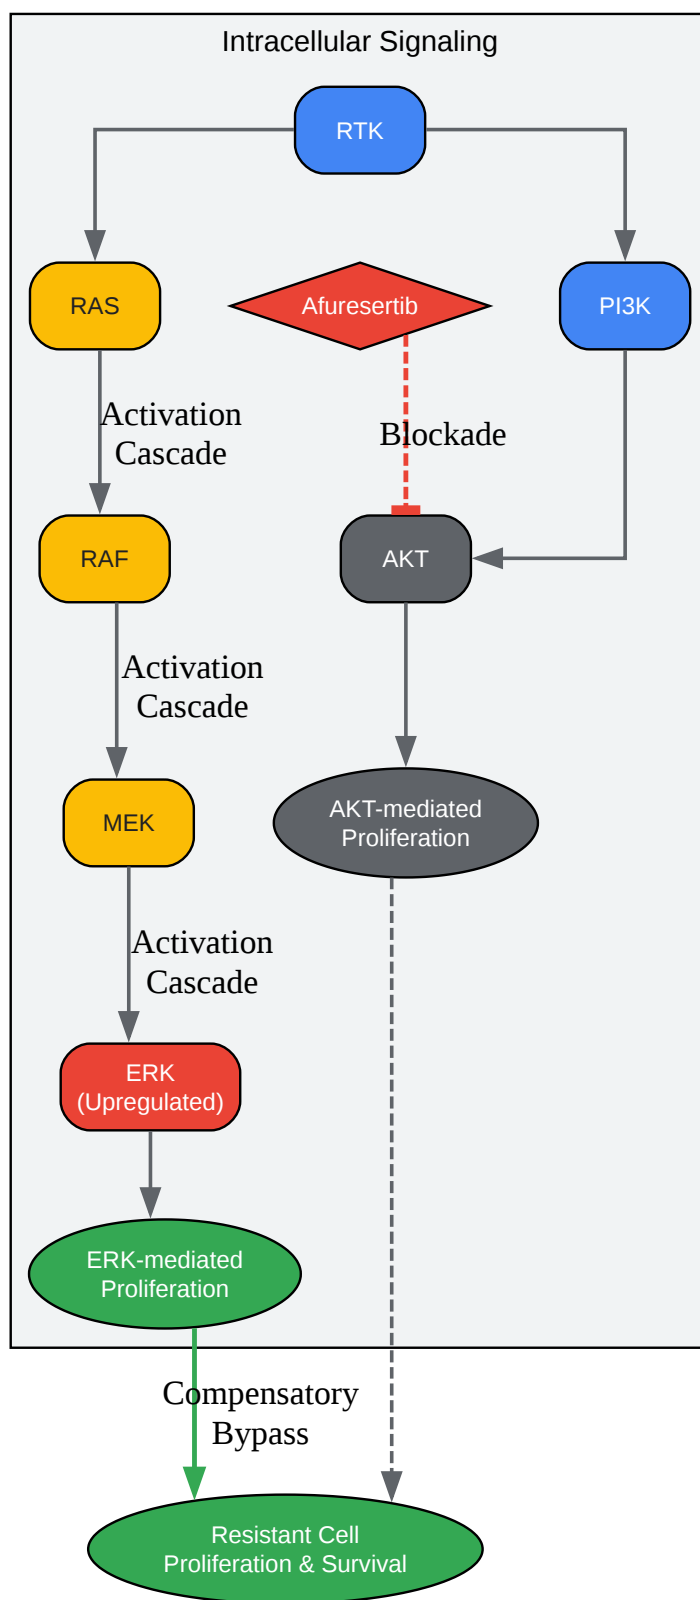 Intracellular Signaling
RTK
RAS
Afuresertib
PI3K
Activation
Cascade
Blockade
RAF
AKT
Activation
Cascade
MEK
AKT-mediated
Proliferation
Activation
Cascade
ERK
(Upregulated)
ERK-mediated
Proliferation
Compensatory
Bypass
Resistant Cell
Proliferation & Survival